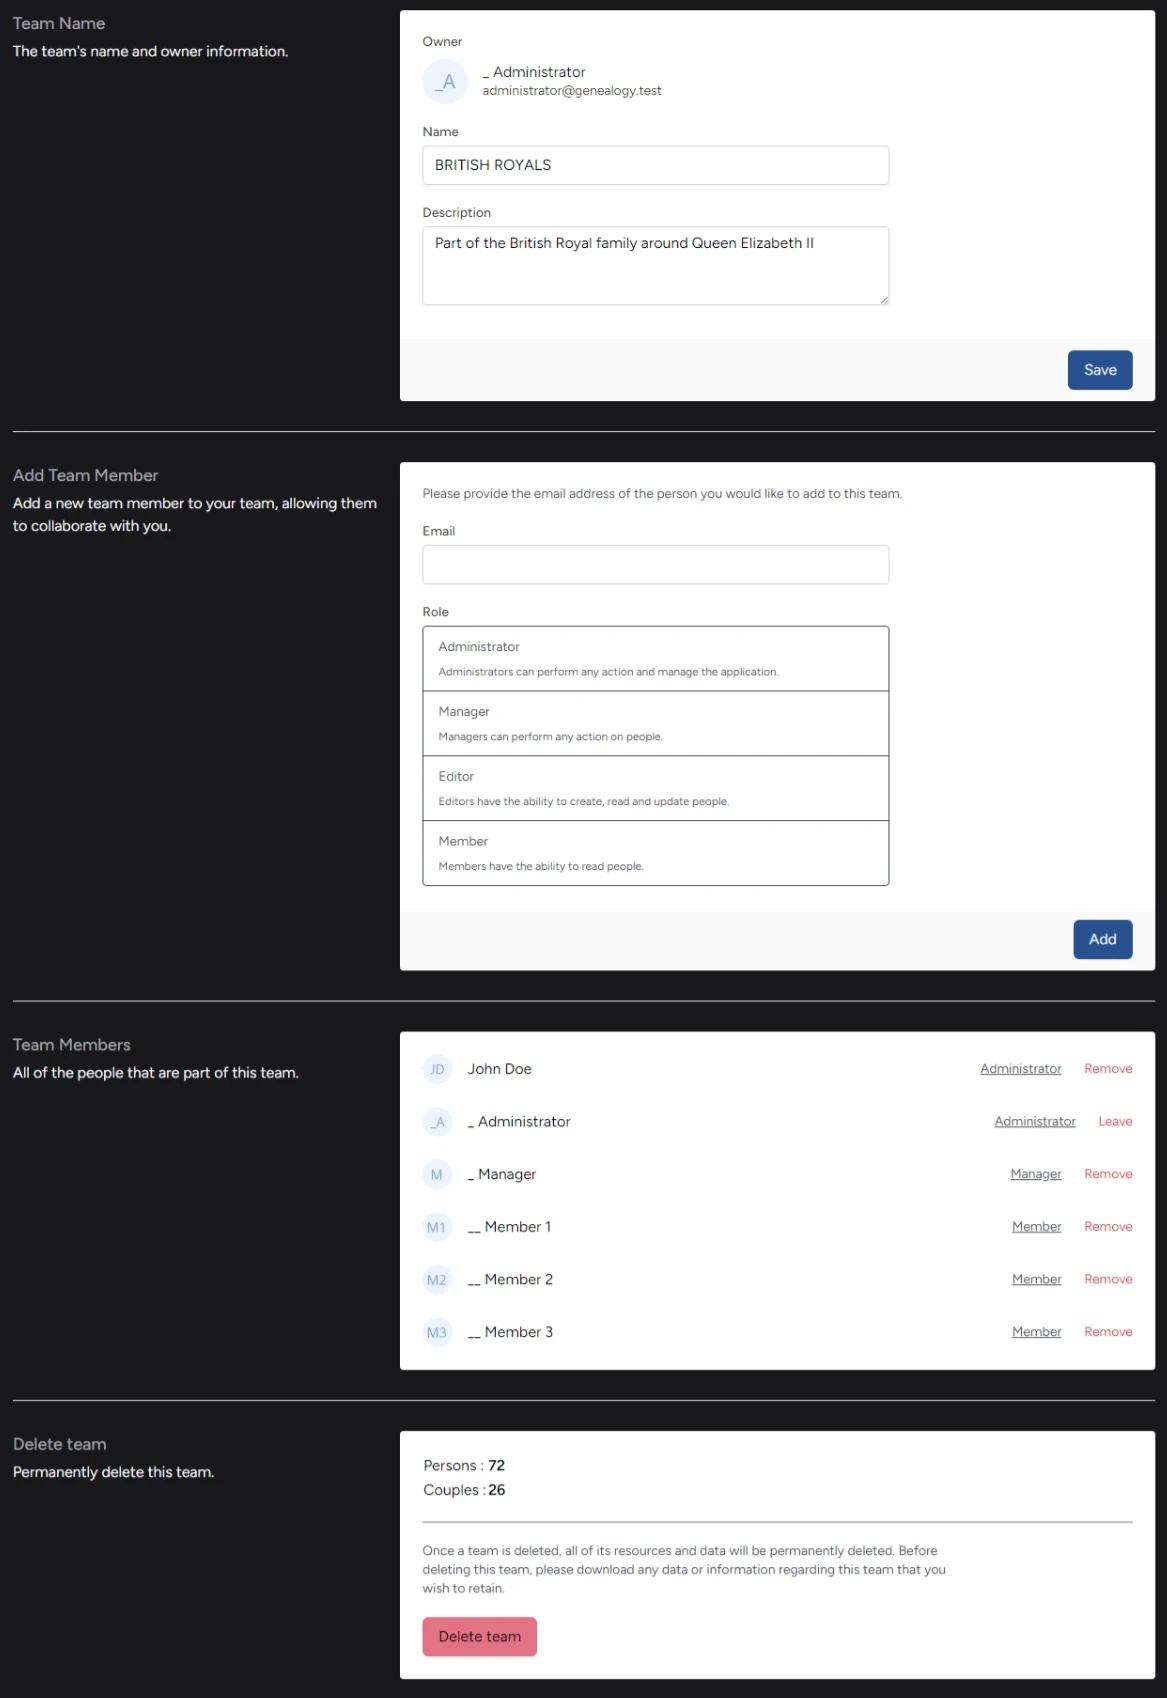 Team Name
The team's name and owner information.
Owner
_A
_ Administrator
administrator@genealogy.test
Name
BRITISH ROYALS
Description
Part of the British Royal family around Queen Elizabeth II
Save
Add Team Member
Add a new team member to your team, allowing them
to collaborate with you.
Please provide the email address of the person you would like to add to this team.
Email
Role
Administrator
Administrators can perform any action and manage the application.
Manager
Managers can perform any action on people.
Editor
Editors have the ability to create, read and update people.
Member
Members have the ability to read people.
Add
Team Members
All of the people that are part of this team.
JD John Doe Administrator Remove
_A _ Administrator Administrator Leave
M _ Manager Manager Remove
M1 __ Member 1 Member Remove
M2 __ Member 2 Member Remove
M3 __ Member 3 Member Remove
Delete team
Permanently delete this team.
Persons : 72
Couples : 26
Once a team is deleted, all of its resources and data will be permanently deleted. Before
deleting this team, please download any data or information regarding this team that you
wish to retain.
Delete team